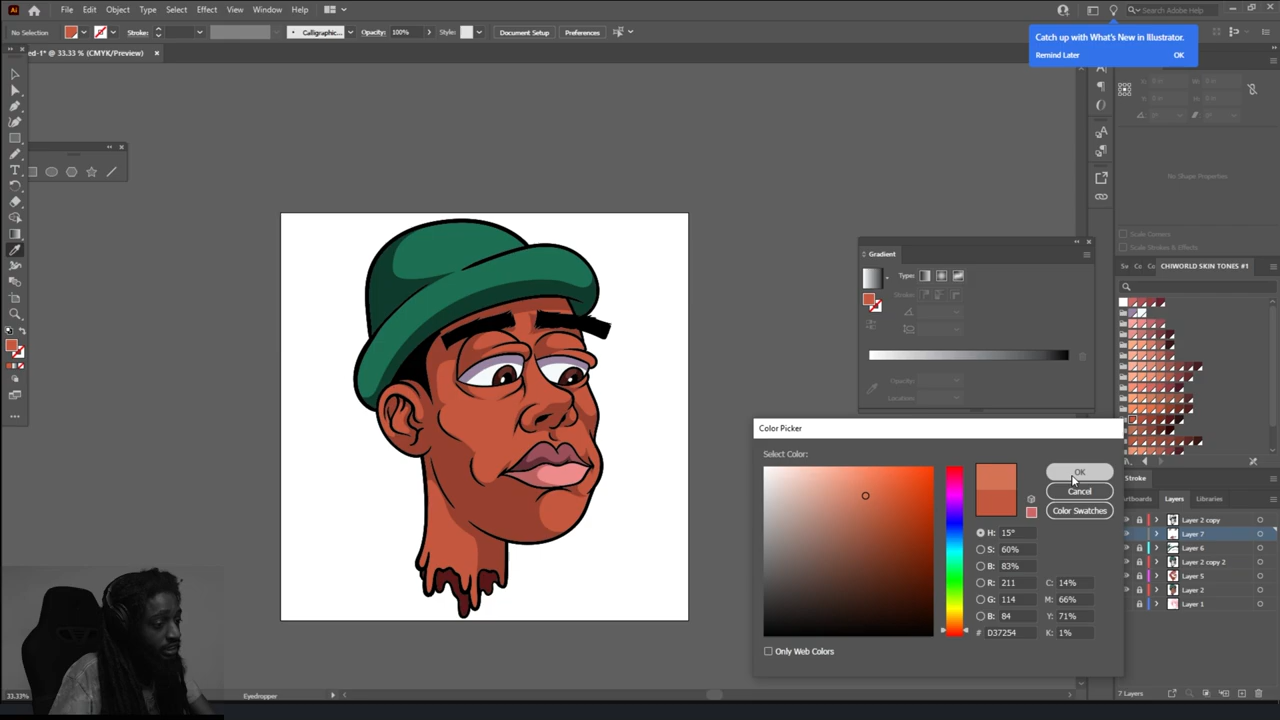 Ai File Edit Object Type Select Effect View Window Help
Search Adobe Help
No Selection Stroke: Calligraphic... Opacity: 100% Style: Document Setup Preferences
Catch up with What's New in Illustrator.
Remind Later OK
ed-1* @ 33.33 % (CMYK/Preview)
No Shape Properties
Scale Corners
Scale Strokes & Effects
Gradient
CHIWORLD SKIN TONES #1
Type:
Stroke:
Opacity:
Location:
Color Picker
Select Color:
OK
Cancel
Color Swatches
H: 15°
S: 60%
B: 83%
R: 211 C: 14%
G: 114 M: 66%
B: 84 Y: 71%
# D37254 K: 1%
Only Web Colors
Stroke
Artboards Layers Libraries
Layer 2 copy
Layer 7
Layer 6
Layer 2 copy 2
Layer 5
Layer 2
Layer 1
7 Layers
33.33% Eyedropper